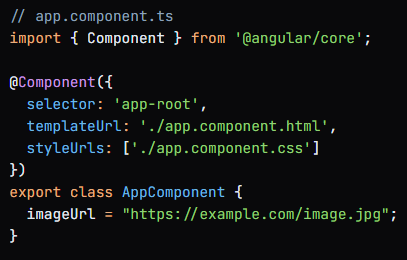 // app.component.ts
import { Component } from '@angular/core';

@Component({
  selector: 'app-root',
  templateUrl: './app.component.html',
  styleUrls: ['./app.component.css']
})
export class AppComponent {
  imageUrl = "https://example.com/image.jpg";
}